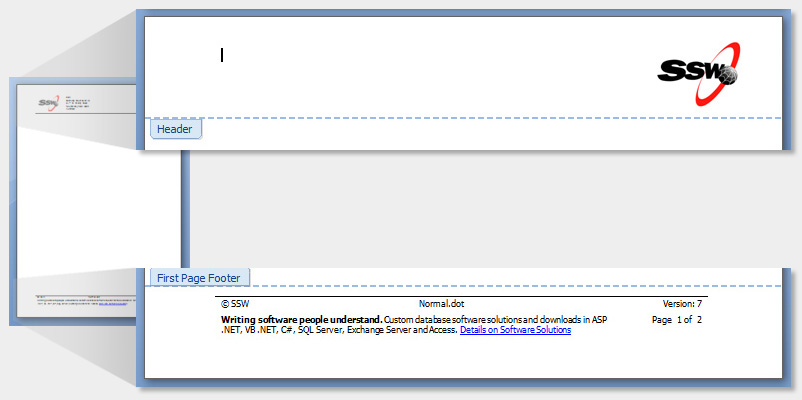 SSW
Header
First Page Footer
© SSW Normal.dot Version: 7
Writing software people understand. Custom database software solutions and downloads in ASP Page 1 of 2
.NET, VB .NET, C#, SQL Server, Exchange Server and Access. Details on Software Solutions